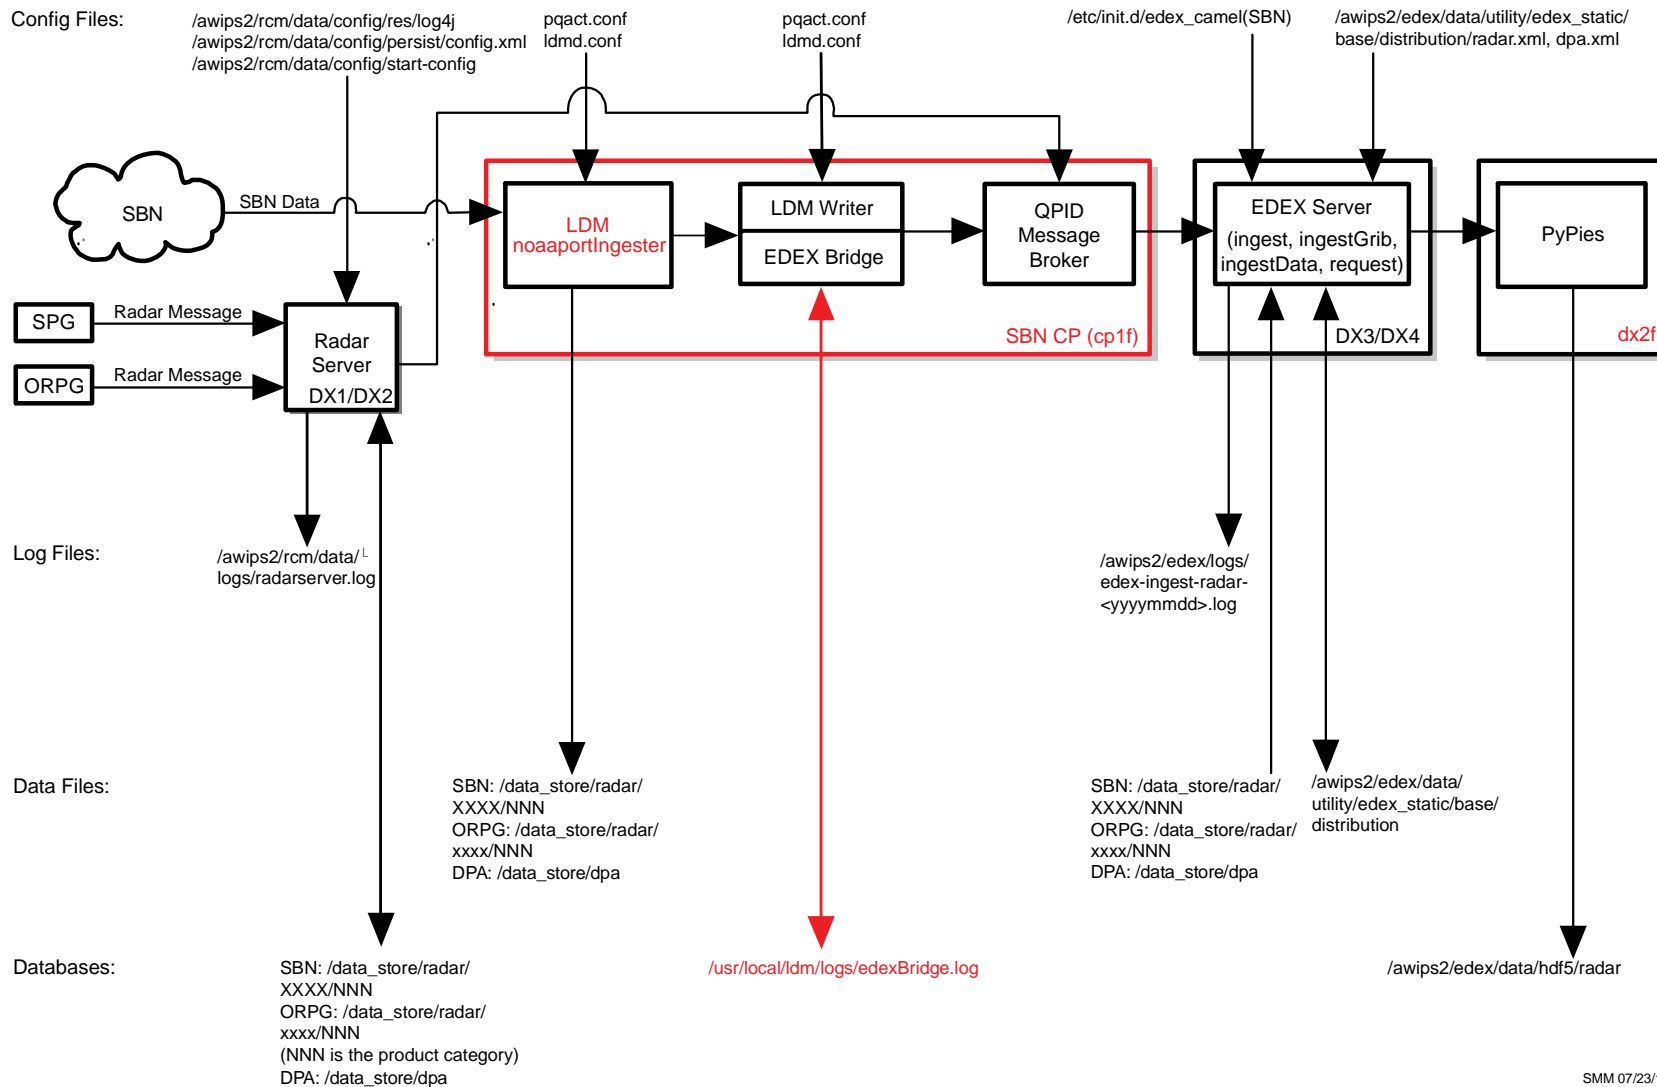 Config Files:
/awips2/rcm/data/config/res/log4j
/awips2/rcm/data/config/persist/config.xml
/awips2/rcm/data/config/start-config
pqact.conf
ldmd.conf
pqact.conf
ldmd.conf
/etc/init.d/edex_camel(SBN)
/awips2/edex/data/utility/edex_static/
base/distribution/radar.xml, dpa.xml
SBN
SBN Data
LDM
noaaportIngester
LDM Writer
EDEX Bridge
QPID
Message
Broker
SBN CP (cp1f)
EDEX Server
(ingest, ingestGrib,
ingestData, request)
DX3/DX4
PyPies
dx2f
SPG
Radar Message
ORPG
Radar Message
Radar
Server
DX1/DX2
Log Files:
/awips2/rcm/data/
logs/radarserver.log
/awips2/edex/logs/
edex-ingest-radar-
<yyyymmdd>.log
Data Files:
SBN: /data_store/radar/
XXXX/NNN
ORPG: /data_store/radar/
xxxx/NNN
DPA: /data_store/dpa
SBN: /data_store/radar/
XXXX/NNN
ORPG: /data_store/radar/
xxxx/NNN
DPA: /data_store/dpa
/awips2/edex/data/
utility/edex_static/base/
distribution
Databases:
SBN: /data_store/radar/
XXXX/NNN
ORPG: /data_store/radar/
xxxx/NNN
(NNN is the product category)
DPA: /data_store/dpa
/usr/local/ldm/logs/edexBridge.log
/awips2/edex/data/hdf5/radar
SMM 07/23/